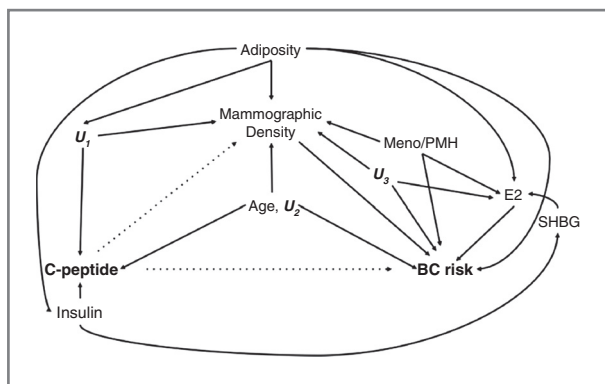 Adiposity
Mammographic
Density
U1
Meno/PMH
U3
E2
Age, U2
SHBG
C-peptide
BC risk
Insulin